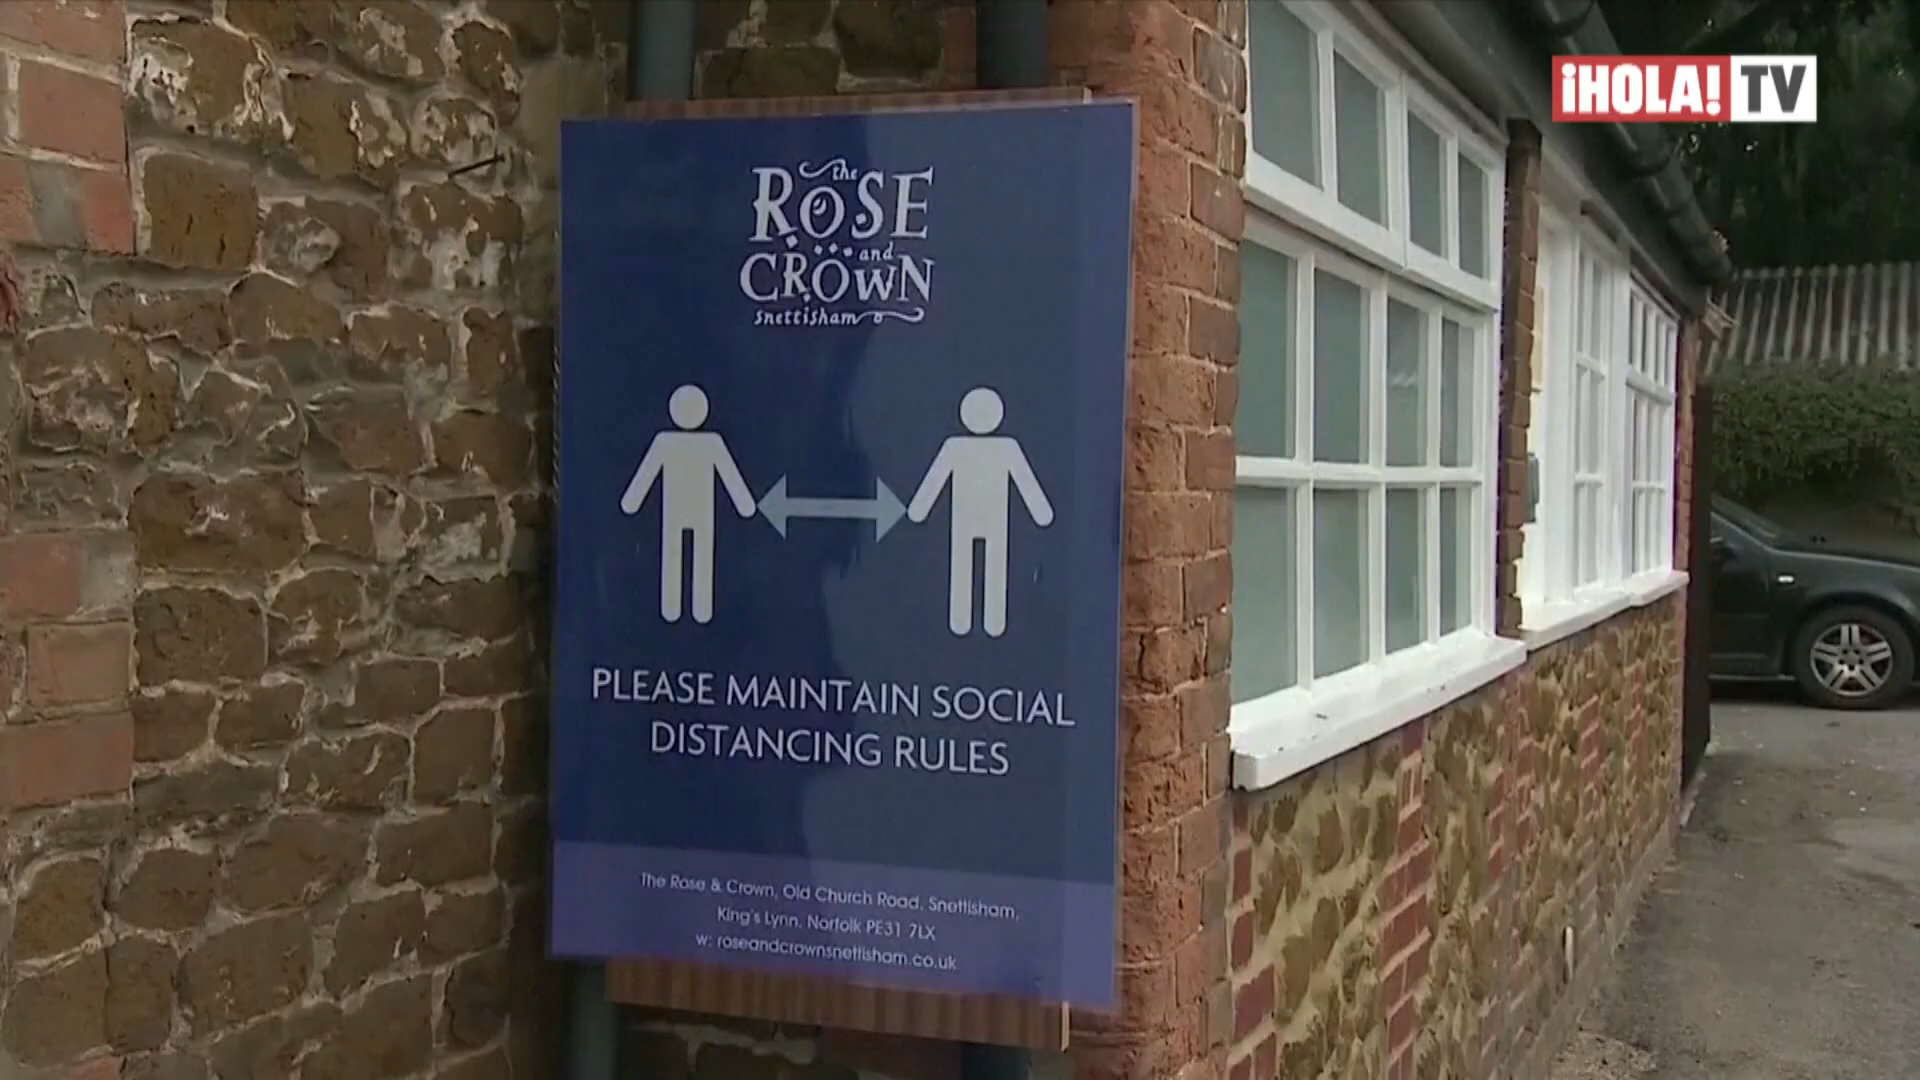 ¡HOLA! TV
the
ROSE
and
CROWN
snettisham
PLEASE MAINTAIN SOCIAL
DISTANCING RULES
The Rose & Crown, Old Church Road, Snettisham,
King's Lynn, Norfolk PE31 7LX
w: roseandcrownsnettisham.co.uk